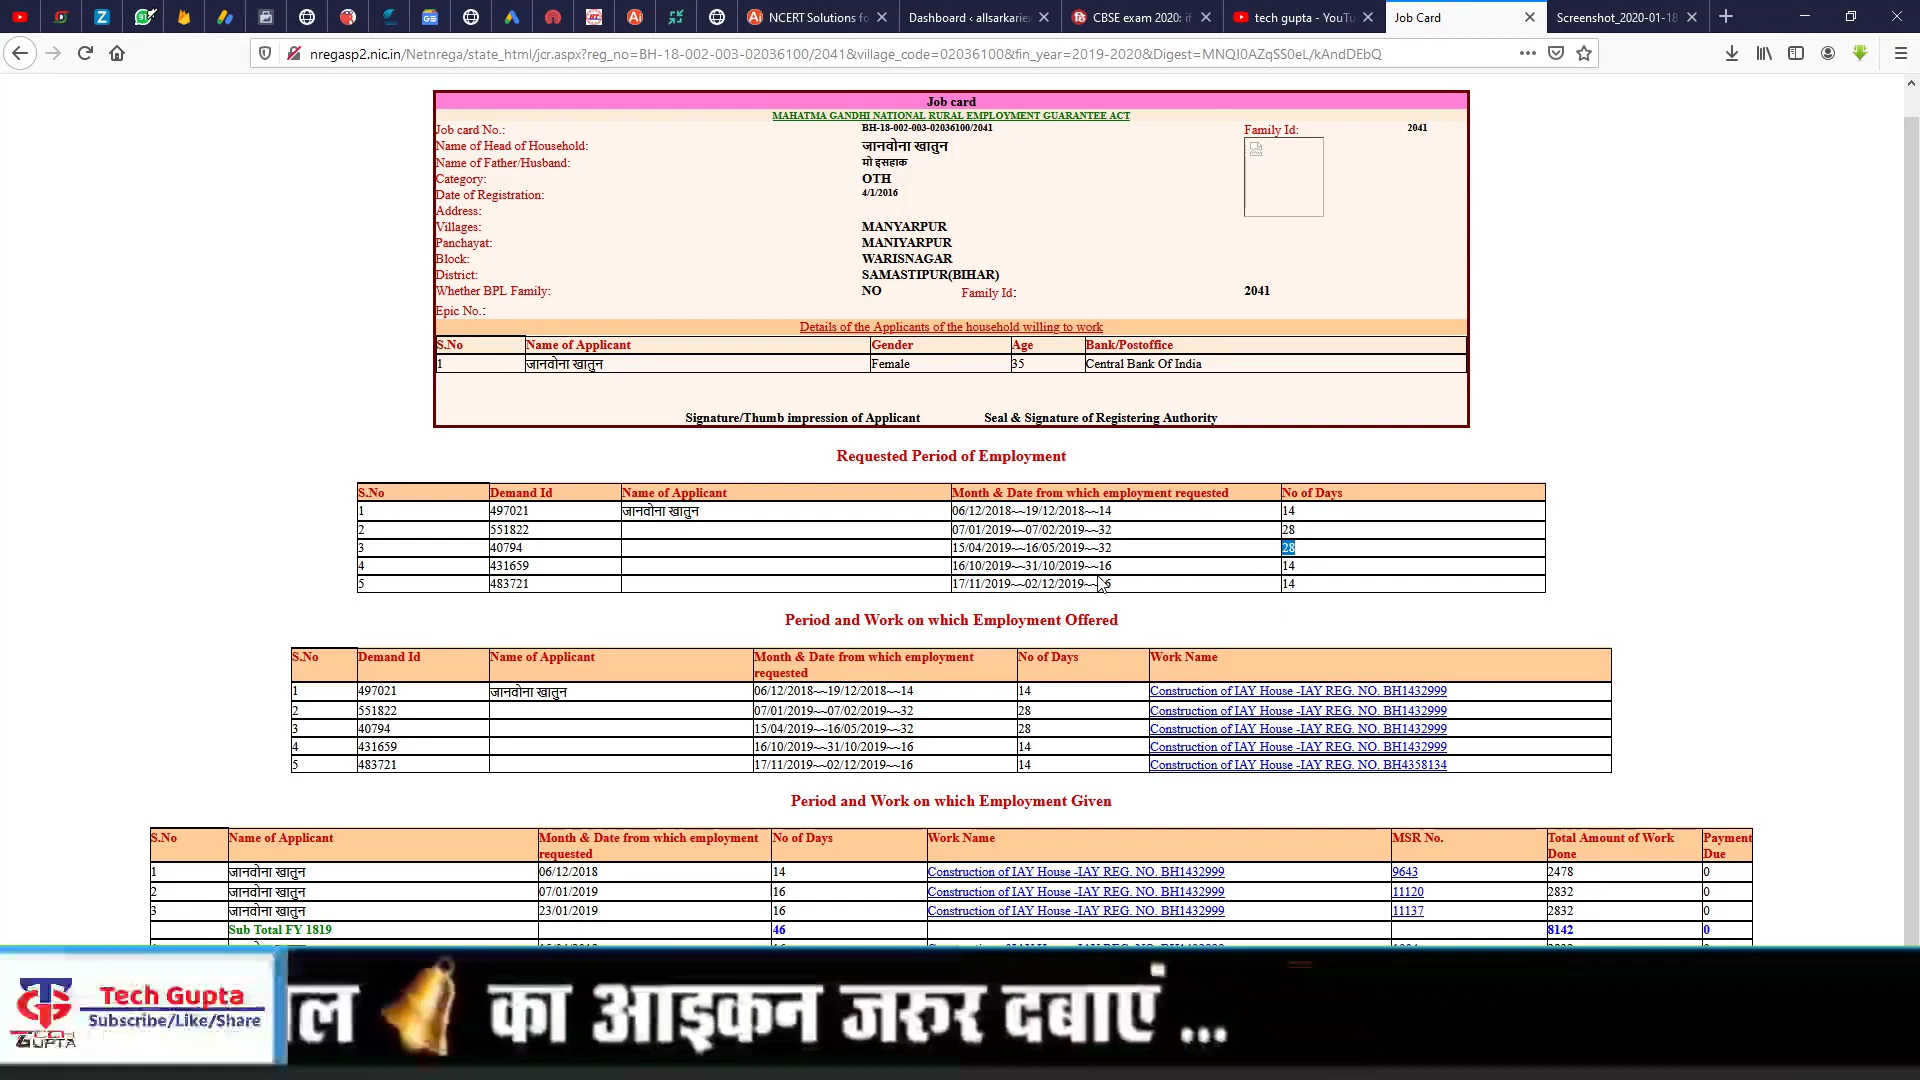 NCERT Solutions fo
Dashboard ‹ allsarkariex
CBSE exam 2020: if
tech gupta - YouTu
Job Card
Screenshot_2020-01-18
nregasp2.nic.in/Netnrega/state_html/jcr.aspx?reg_no=BH-18-002-003-02036100/2041&village_code=02036100&fin_year=2019-2020&Digest=MNQI0AZqSS0eL/kAndDEbQ
Job card
MAHATMA GANDHI NATIONAL RURAL EMPLOYMENT GUARANTEE ACT
Job card No.: BH-18-002-003-02036100/2041 Family Id: 2041
Name of Head of Household: जानवोना खातुन
Name of Father/Husband: मो इसहाक
Category: OTH
Date of Registration: 4/1/2016
Address:
Villages: MANYARPUR
Panchayat: MANIYARPUR
Block: WARISNAGAR
District: SAMASTIPUR(BIHAR)
Whether BPL Family: NO Family Id: 2041
Epic No.:
Details of the Applicants of the household willing to work
S.No Name of Applicant Gender Age Bank/Postoffice
1 जानवोना खातुन Female 35 Central Bank Of India
Signature/Thumb impression of Applicant Seal & Signature of Registering Authority
Requested Period of Employment
S.No Demand Id Name of Applicant Month & Date from which employment requested No of Days
1 497021 जानवोना खातुन 06/12/2018~~19/12/2018~~14 14
2 551822 07/01/2019~~07/02/2019~~32 28
3 40794 15/04/2019~~16/05/2019~~32 28
4 431659 16/10/2019~~31/10/2019~~16 14
5 483721 17/11/2019~~02/12/2019~~ 6 14
Period and Work on which Employment Offered
S.No Demand Id Name of Applicant Month & Date from which employment requested No of Days Work Name
1 497021 जानवोना खातुन 06/12/2018~~19/12/2018~~14 14 Construction of IAY House -IAY REG. NO. BH1432999
2 551822 07/01/2019~~07/02/2019~~32 28 Construction of IAY House -IAY REG. NO. BH1432999
3 40794 15/04/2019~~16/05/2019~~32 28 Construction of IAY House -IAY REG. NO. BH1432999
4 431659 16/10/2019~~31/10/2019~~16 14 Construction of IAY House -IAY REG. NO. BH1432999
5 483721 17/11/2019~~02/12/2019~~16 14 Construction of IAY House -IAY REG. NO. BH4358134
Period and Work on which Employment Given
S.No Name of Applicant Month & Date from which employment requested No of Days Work Name MSR No. Total Amount of Work Done Payment Due
1 जानवोना खातुन 06/12/2018 14 Construction of IAY House -IAY REG. NO. BH1432999 9643 2478 0
2 जानवोना खातुन 07/01/2019 16 Construction of IAY House -IAY REG. NO. BH1432999 11120 2832 0
3 जानवोना खातुन 23/01/2019 16 Construction of IAY House -IAY REG. NO. BH1432999 11137 2832 0
Sub Total FY 1819 46 8142 0
Tech Gupta
Subscribe/Like/Share
TECH GUPTA
ल का आइकन जरुर दबाएं ...